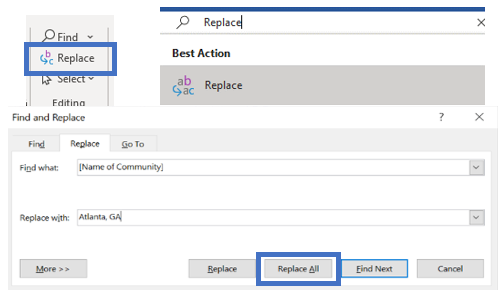 Find
Replace
Select
Editing
Replace
Best Action
Replace
Find and Replace
Find Replace Go To
Find what: [Name of Community]
Replace with: Atlanta, GA
More >> Replace Replace All Find Next Cancel